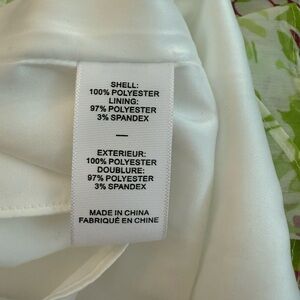 SHELL:
100% POLYESTER
LINING:
97% POLYESTER
3% SPANDEX
—
EXTERIEUR:
100% POLYESTER
DOUBLURE:
97% POLYESTER
3% SPANDEX
MADE IN CHINA
FABRIQUÉ EN CHINE